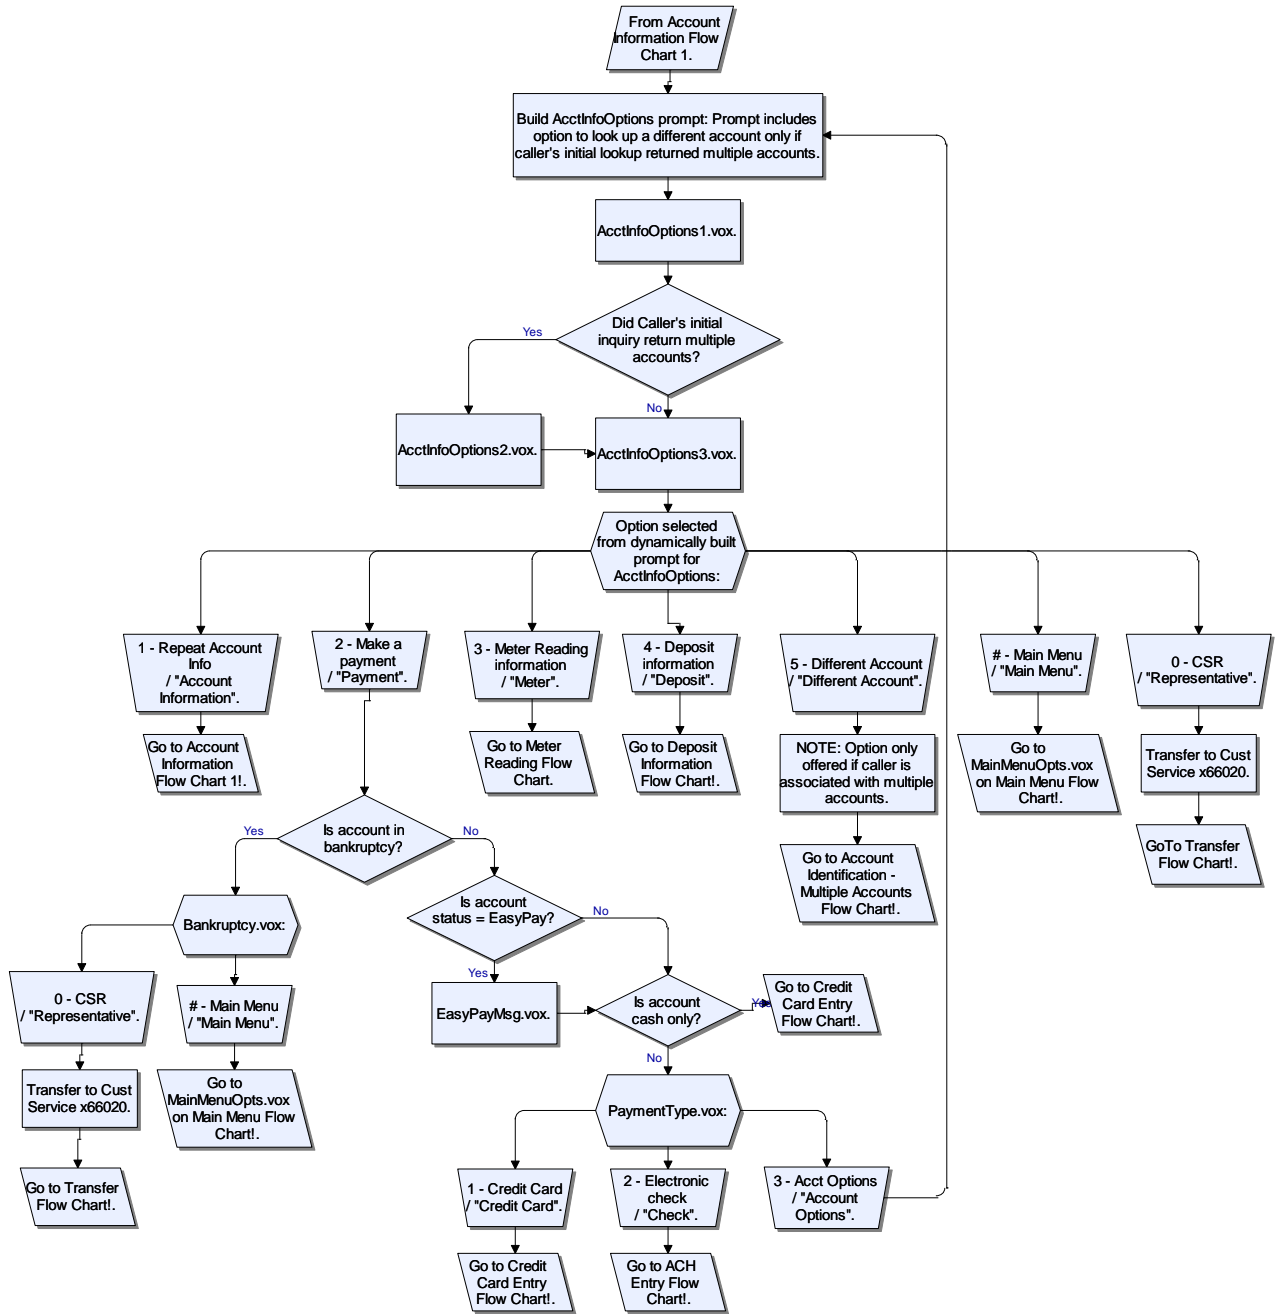 From Account
Information Flow
Chart 1.
Build AcctInfoOptions prompt: Prompt includes
option to look up a different account only if
caller's initial lookup returned multiple accounts.
AcctInfoOptions1.vox.
Did Caller's initial
inquiry return multiple
accounts?
Yes
No
AcctInfoOptions2.vox.
AcctInfoOptions3.vox.
Option selected
from dynamically built
prompt for
AcctInfoOptions:
1 - Repeat Account
Info
/ "Account
Information".
2 - Make a
payment
/ "Payment".
3 - Meter Reading
information
/ "Meter".
4 - Deposit
information
/ "Deposit".
5 - Different Account
/ "Different Account".
# - Main Menu
/ "Main Menu".
0 - CSR
/ "Representative".
Go to Account
Information
Flow Chart 1!.
Go to Meter
Reading Flow
Chart.
Go to Deposit
Information
Flow Chart!.
NOTE: Option only
offered if caller is
associated with multiple
accounts.
Go to
MainMenuOpts.vox
on Main Menu Flow
Chart!.
Transfer to Cust
Service x66020.
GoTo Transfer
Flow Chart!.
Go to Account
Identification -
Multiple Accounts
Flow Chart!.
Is account in
bankruptcy?
Yes
No
Bankruptcy.vox:
Is account
status = EasyPay?
No
Yes
0 - CSR
/ "Representative".
# - Main Menu
/ "Main Menu".
EasyPayMsg.vox.
Is account
cash only?
Yes
Go to Credit
Card Entry
Flow Chart!.
No
Transfer to Cust
Service x66020.
Go to
MainMenuOpts.vox
on Main Menu Flow
Chart!.
PaymentType.vox:
Go to Transfer
Flow Chart!.
1 - Credit Card
/ "Credit Card".
2 - Electronic
check
/ "Check".
3 - Acct Options
/ "Account
Options".
Go to Credit
Card Entry
Flow Chart!.
Go to ACH
Entry Flow
Chart!.